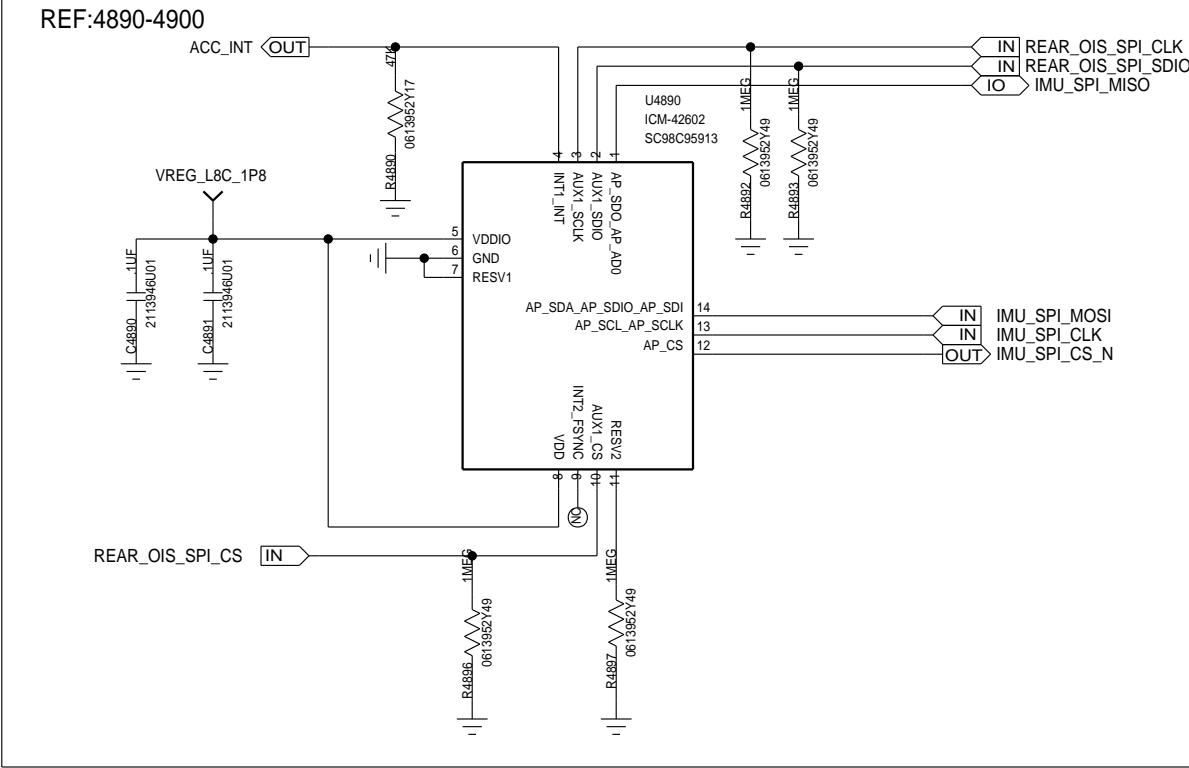 REF:4890-4900
ACC_INT OUT
47K
0613952Y17
R4890
IN REAR_OIS_SPI_CLK
IN REAR_OIS_SPI_SDIO
IO IMU_SPI_MISO
1MEG
0613952Y49
R4892
1MEG
0613952Y49
R4893
U4890
ICM-42602
SC98C95913
4 3 2 1
INT1_INT
AUX1_SCLK
AUX1_SDIO
AP_SDO_AP_AD0
VREG_L8C_1P8
.1UF
2113946U01
C4890
.1UF
2113946U01
C4891
5 VDDIO
6 GND
7 RESV1
AP_SDA_AP_SDIO_AP_SDI 14
AP_SCL_AP_SCLK 13
AP_CS 12
IN IMU_SPI_MOSI
IN IMU_SPI_CLK
OUT IMU_SPI_CS_N
VDD
INT2_FSYNC
AUX1_CS
RESV2
8 9 10 11
NO
REAR_OIS_SPI_CS IN
1MEG
0613952Y49
R4896
1MEG
0613952Y49
R4897